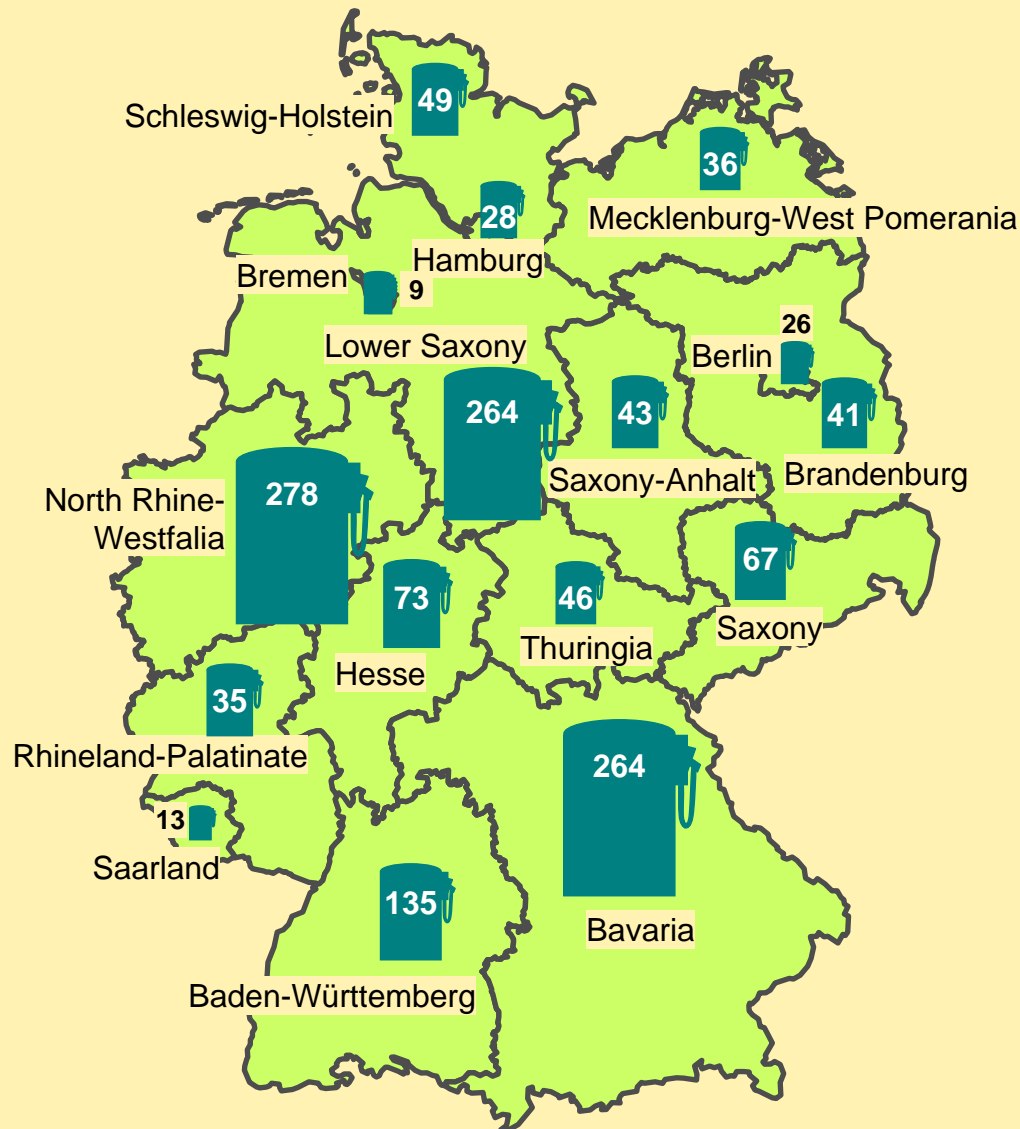 49
Schleswig-Holstein
36
Mecklenburg-West Pomerania
28
Hamburg
Bremen
9
Lower Saxony
264
26
Berlin
43
Saxony-Anhalt
41
Brandenburg
278
North Rhine-
Westfalia
73
Hesse
46
Thuringia
67
Saxony
35
Rhineland-Palatinate
264
Bavaria
13
Saarland
135
Baden-Württemberg